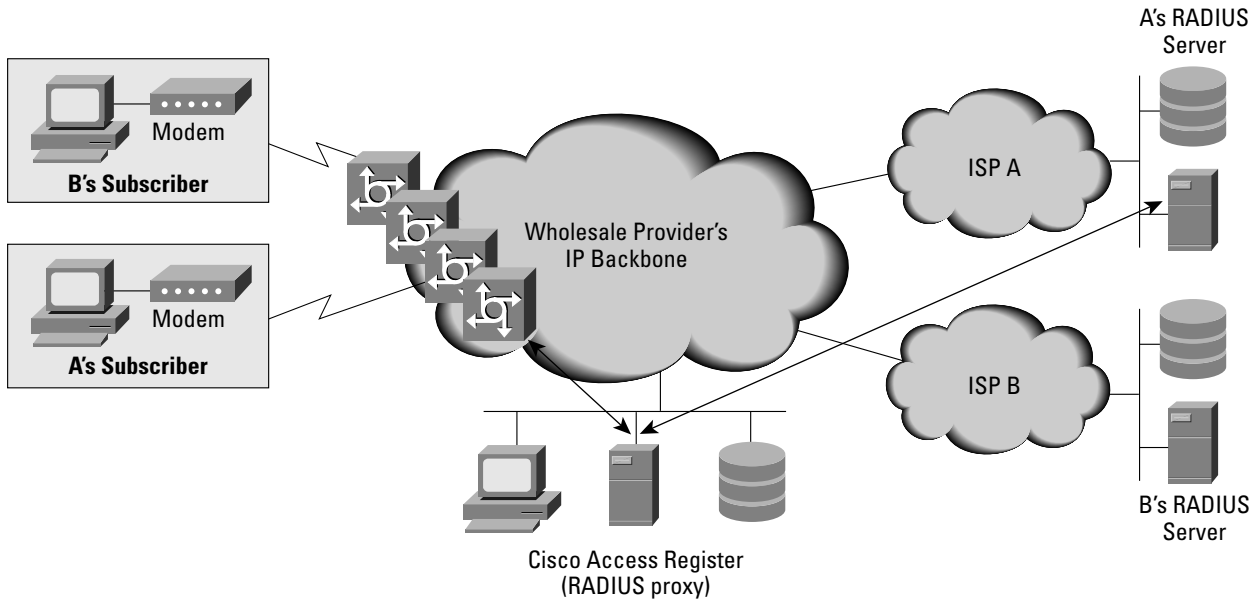 A's RADIUS
Server
Modem
B's Subscriber
ISP A
Wholesale Provider's
IP Backbone
Modem
A's Subscriber
ISP B
B's RADIUS
Server
Cisco Access Register
(RADIUS proxy)